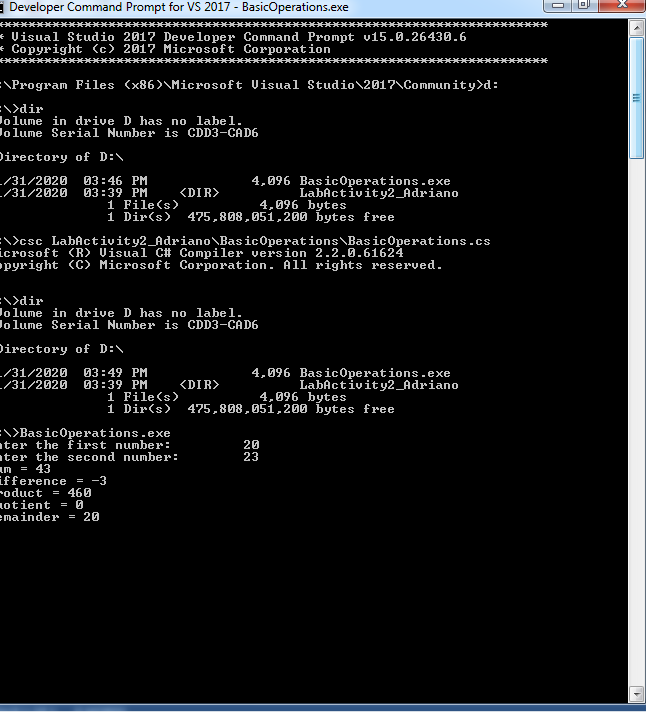 Developer Command Prompt for VS 2017 - BasicOperations.exe
**********************************************************************
* Visual Studio 2017 Developer Command Prompt v15.0.26430.6
* Copyright (c) 2017 Microsoft Corporation
**********************************************************************
:\Program Files (x86)\Microsoft Visual Studio\2017\Community>d:
:\>dir
Volume in drive D has no label.
Volume Serial Number is CDD3-CAD6
Directory of D:\
1/31/2020 03:46 PM 4,096 BasicOperations.exe
1/31/2020 03:39 PM <DIR> LabActivity2_Adriano
1 File(s) 4,096 bytes
1 Dir(s) 475,808,051,200 bytes free
:\>csc LabActivity2_Adriano\BasicOperations\BasicOperations.cs
icrosoft (R) Visual C# Compiler version 2.2.0.61624
opyright (C) Microsoft Corporation. All rights reserved.
:\>dir
Volume in drive D has no label.
Volume Serial Number is CDD3-CAD6
Directory of D:\
1/31/2020 03:49 PM 4,096 BasicOperations.exe
1/31/2020 03:39 PM <DIR> LabActivity2_Adriano
1 File(s) 4,096 bytes
1 Dir(s) 475,808,051,200 bytes free
:\>BasicOperations.exe
nter the first number: 20
nter the second number: 23
um = 43
ifference = -3
roduct = 460
uotient = 0
emainder = 20